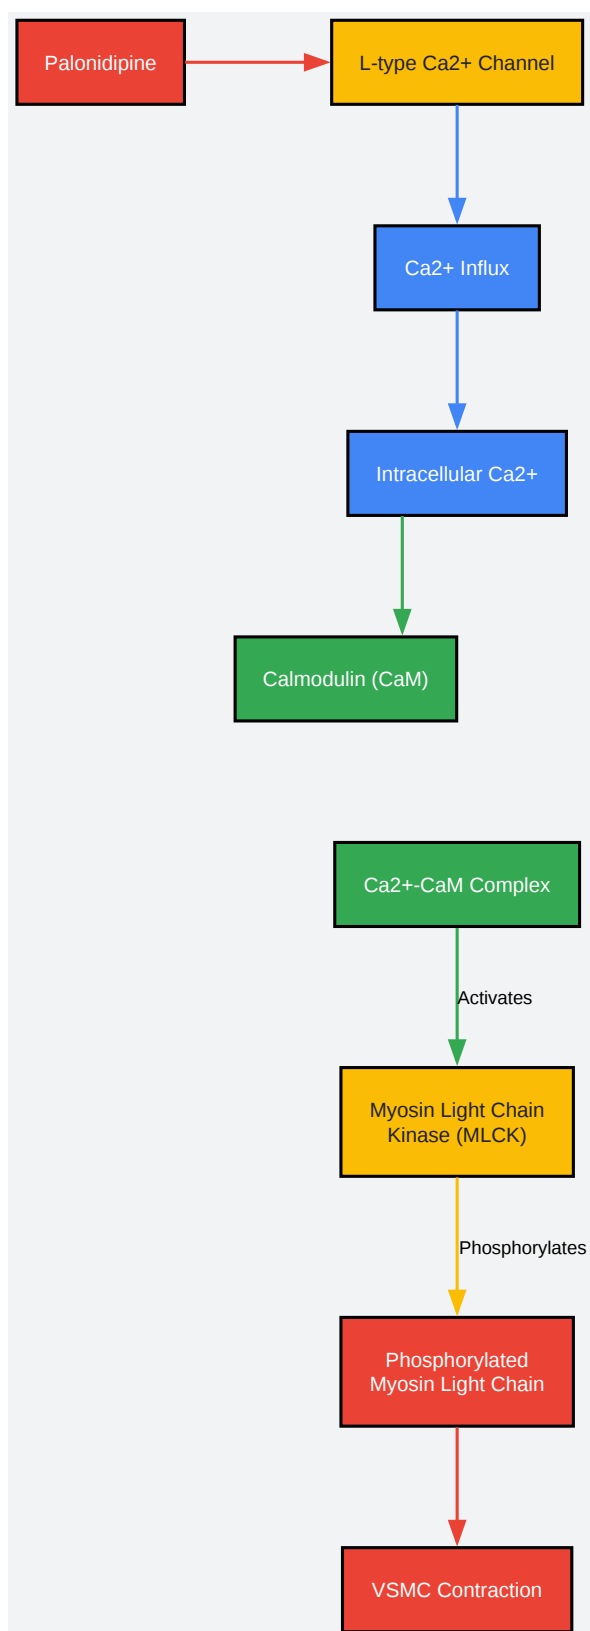 Palonidipine
L-type Ca2+ Channel
Ca2+ Influx
Intracellular Ca2+
Calmodulin (CaM)
Ca2+-CaM Complex
Activates
Myosin Light Chain
Kinase (MLCK)
Phosphorylates
Phosphorylated
Myosin Light Chain
VSMC Contraction